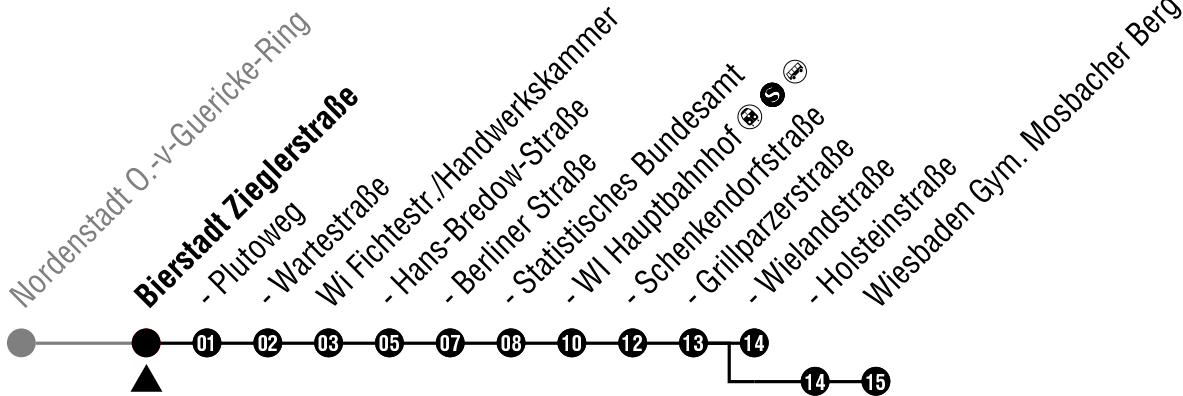 Nordenstadt O.-v-Guericke-Ring
Bierstadt Zieglerstraße
- Plutoweg
- Wartestraße
Wi Fichtestr./Handwerkskammer
- Hans-Bredow-Straße
- Berliner Straße
- Statistisches Bundesamt
- WI Hauptbahnhof S
- Schenkendorfstraße
- Grillparzerstraße
- Wielandstraße
- Holsteinstraße
Wiesbaden Gym. Mosbacher Berg
01 02 03 05 07 08 10 12 13 14
14 15